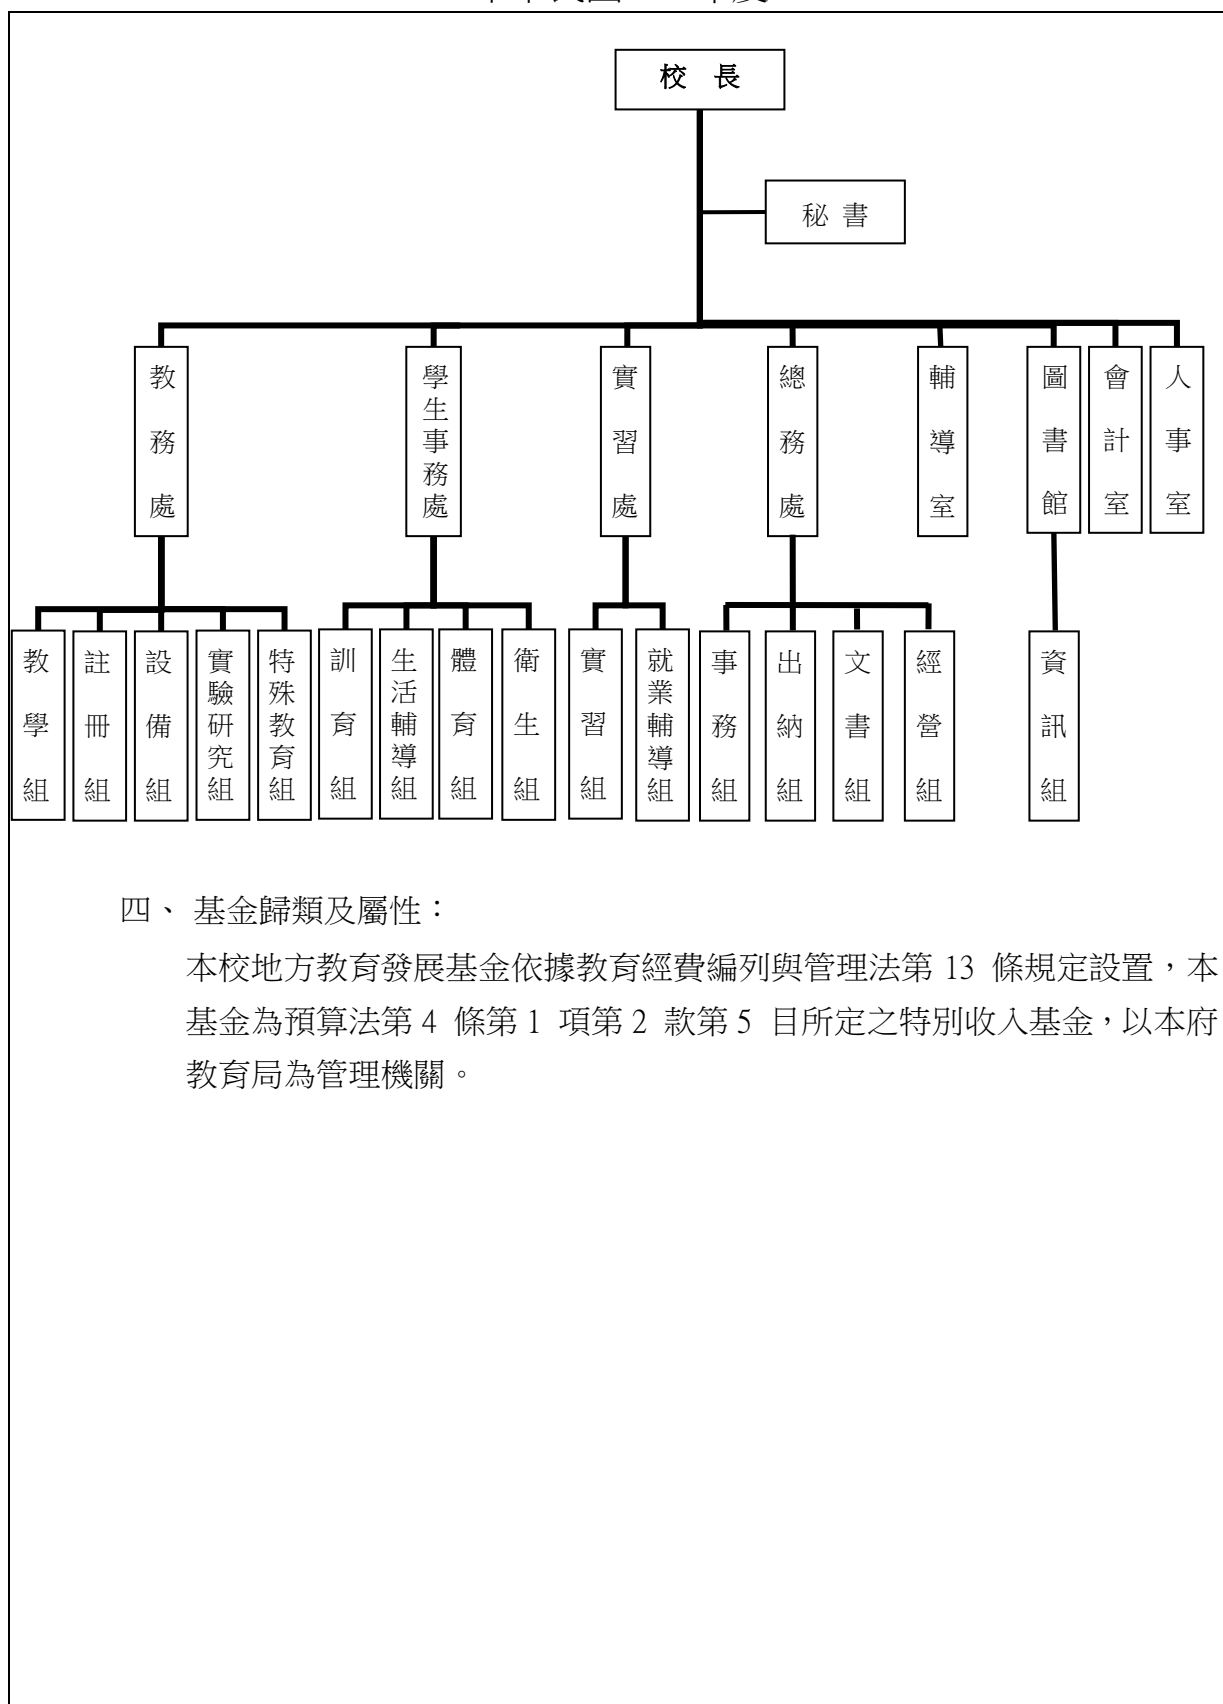 校 長
秘 書
教務處
學生事務處
實習處
總務處
輔導室
圖書館
會計室
人事室
教學組
註冊組
設備組
實驗研究組
特殊教育組
訓育組
生活輔導組
體育組
衛生組
實習組
就業輔導組
事務組
出納組
文書組
經營組
資訊組
四、 基金歸類及屬性：
本校地方教育發展基金依據教育經費編列與管理法第 13 條規定設置，本
基金為預算法第 4 條第 1 項第 2 款第 5 目所定之特別收入基金，以本府
教育局為管理機關。